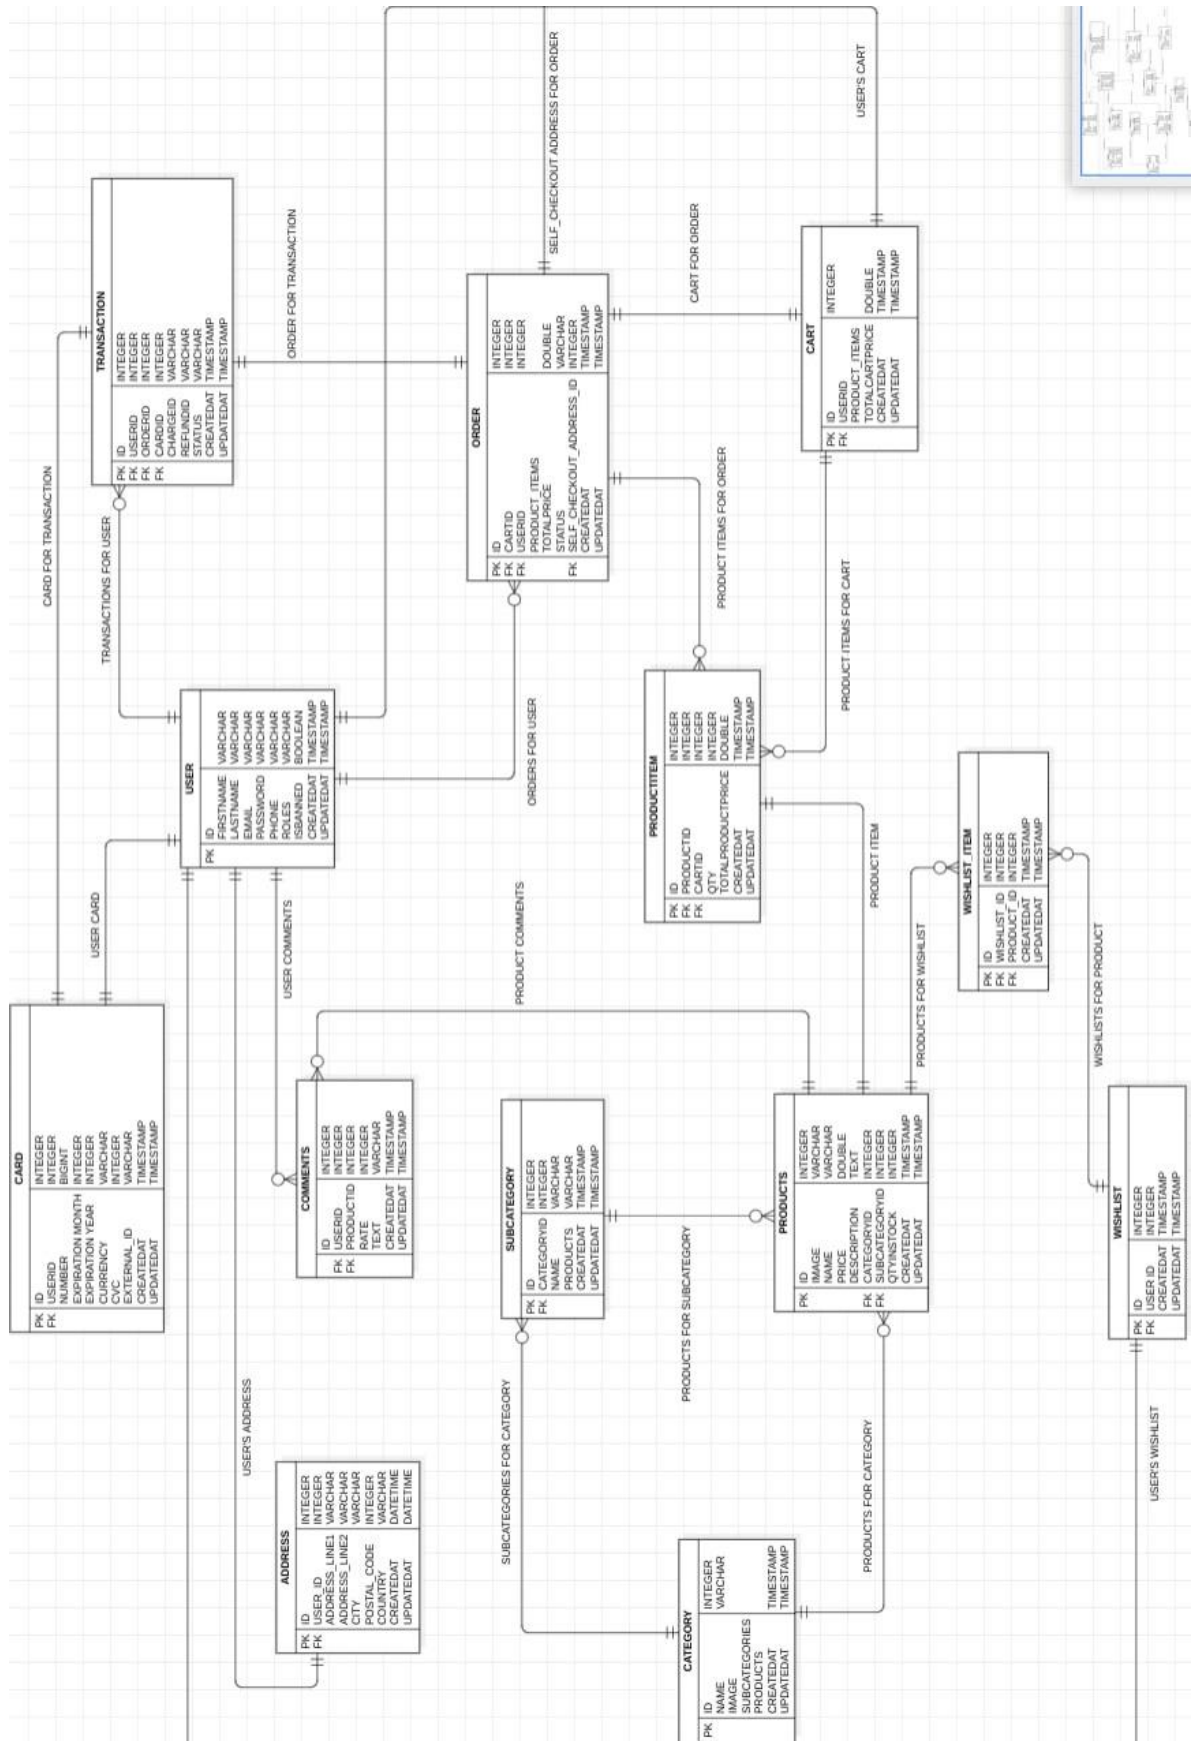 CARD
PK ID INTEGER
FK USERID INTEGER
NUMBER BIGINT
EXPIRATION MONTH INTEGER
EXPIRATION YEAR INTEGER
CURRENCY VARCHAR
CVC INTEGER
EXTERNAL_ID VARCHAR
CREATEDAT TIMESTAMP
UPDATEDAT TIMESTAMP
CARD FOR TRANSACTION
USER CARD
TRANSACTIONS FOR USER
TRANSACTION
PK ID INTEGER
FK USERID INTEGER
FK ORDERID INTEGER
FK CARDID INTEGER
CHARGEID VARCHAR
REFUNDID VARCHAR
STATUS VARCHAR
CREATEDAT TIMESTAMP
UPDATEDAT TIMESTAMP
USER
PK ID
FIRSTNAME VARCHAR
LASTNAME VARCHAR
EMAIL VARCHAR
PASSWORD VARCHAR
PHONE VARCHAR
ROLES VARCHAR
ISBANNED BOOLEAN
CREATEDAT TIMESTAMP
UPDATEDAT TIMESTAMP
USER'S ADDRESS
USER COMMENTS
ORDER FOR TRANSACTION
ADDRESS
PK ID INTEGER
FK USER_ID INTEGER
ADDRESS_LINE1 VARCHAR
ADDRESS_LINE2 VARCHAR
CITY VARCHAR
POSTAL_CODE INTEGER
COUNTRY VARCHAR
CREATEDAT DATETIME
UPDATEDAT DATETIME
COMMENTS
ID INTEGER
FK USERID INTEGER
FK PRODUCTID INTEGER
RATE INTEGER
TEXT VARCHAR
CREATEDAT TIMESTAMP
UPDATEDAT TIMESTAMP
ORDER
PK ID INTEGER
FK CARTID INTEGER
FK USERID INTEGER
PRODUCT_ITEMS
TOTALPRICE DOUBLE
STATUS VARCHAR
FK SELF_CHECKOUT_ADDRESS_ID INTEGER
CREATEDAT TIMESTAMP
UPDATEDAT TIMESTAMP
SUBCATEGORIES FOR CATEGORY
PRODUCT COMMENTS
ORDERS FOR USER
SELF_CHECKOUT ADDRESS FOR ORDER
SUBCATEGORY
PK ID INTEGER
FK CATEGORYID INTEGER
NAME VARCHAR
PRODUCTS VARCHAR
CREATEDAT TIMESTAMP
UPDATEDAT TIMESTAMP
PRODUCTITEM
PK ID INTEGER
FK PRODUCTID INTEGER
FK CARTID INTEGER
QTY INTEGER
TOTALPRODUCTPRICE DOUBLE
CREATEDAT TIMESTAMP
UPDATEDAT TIMESTAMP
PRODUCTS FOR SUBCATEGORY
CART FOR ORDER
PRODUCT ITEMS FOR ORDER
CATEGORY
PK ID INTEGER
NAME VARCHAR
IMAGE
SUBCATEGORIES
PRODUCTS
CREATEDAT TIMESTAMP
UPDATEDAT TIMESTAMP
PRODUCTS
PK ID INTEGER
IMAGE VARCHAR
NAME VARCHAR
PRICE DOUBLE
DESCRIPTION TEXT
FK CATEGORYID INTEGER
FK SUBCATEGORYID INTEGER
QTYINSTOCK INTEGER
CREATEDAT TIMESTAMP
UPDATEDAT TIMESTAMP
CART
PK ID INTEGER
FK USERID
PRODUCT_ITEMS
TOTALCARTPRICE DOUBLE
CREATEDAT TIMESTAMP
UPDATEDAT TIMESTAMP
PRODUCTS FOR CATEGORY
PRODUCT ITEM
PRODUCT ITEMS FOR CART
USER'S CART
PRODUCTS FOR WISHLIST
WISHLIST_ITEM
PK ID INTEGER
FK WISHLIST_ID INTEGER
FK PRODUCT_ID INTEGER
CREATEDAT TIMESTAMP
UPDATEDAT TIMESTAMP
WISHLISTS FOR PRODUCT
WISHLIST
PK ID INTEGER
FK USER ID INTEGER
CREATEDAT TIMESTAMP
UPDATEDAT TIMESTAMP
USER'S WISHLIST